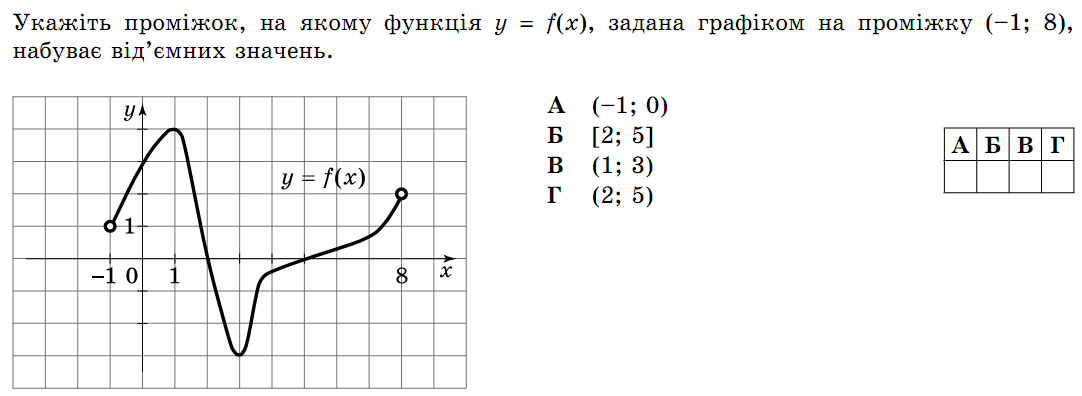 Укажіть проміжок, на якому функція y = f(x), задана графіком на проміжку (−1; 8),
набуває від’ємних значень.
y
y = f(x)
1
−1 0 1 8 x
А (−1; 0)
Б [2; 5]
В (1; 3)
Г (2; 5)
А Б В Г